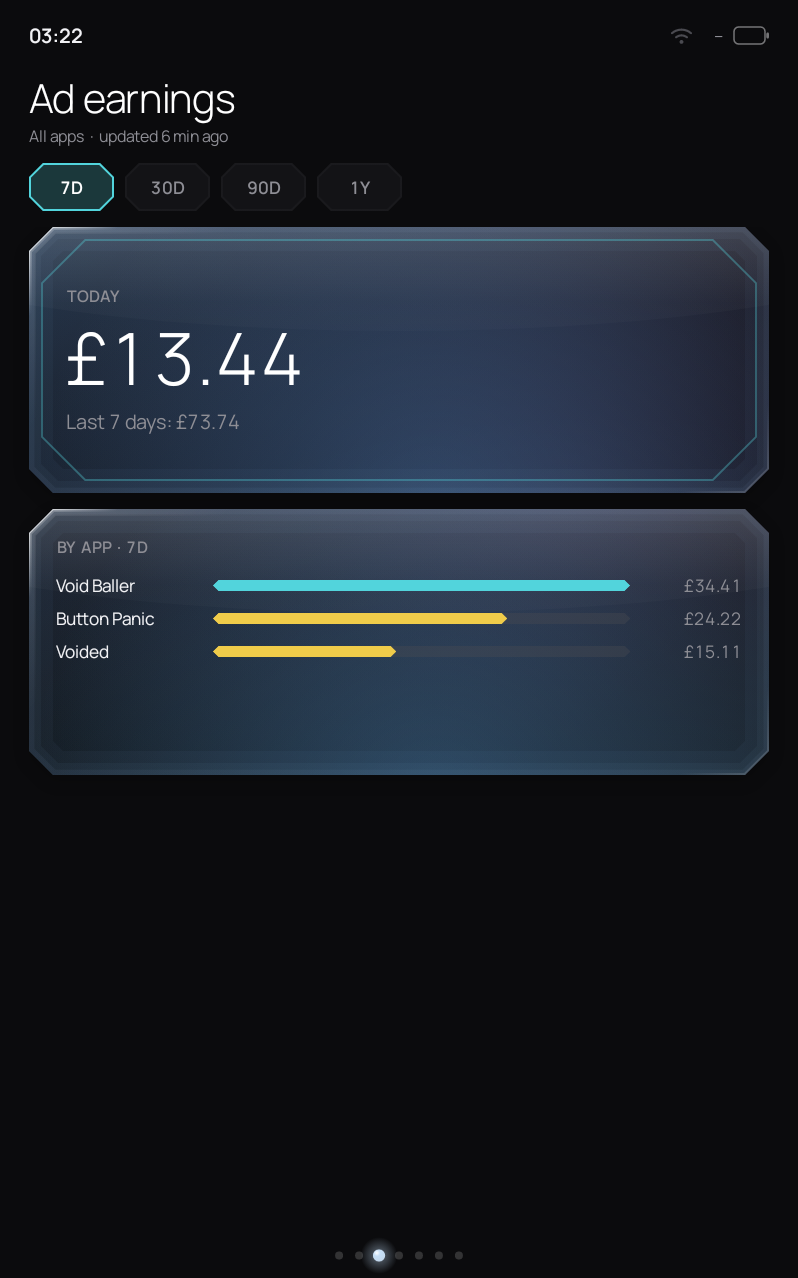 03:22 –
Ad earnings
All apps · updated 6 min ago
7D 30D 90D 1Y
TODAY
£13.44
Last 7 days: £73.74
BY APP · 7D
Void Baller £34.41
Button Panic £24.22
Voided £15.11